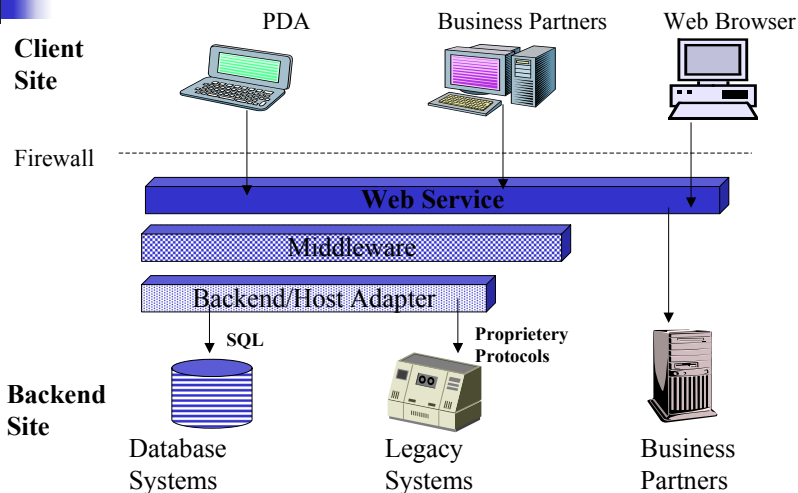 PDA
Business Partners
Web Browser
Client
Site
Firewall
Web Service
Middleware
Backend/Host Adapter
SQL
Proprietery
Protocols
Backend
Site
Database
Systems
Legacy
Systems
Business
Partners